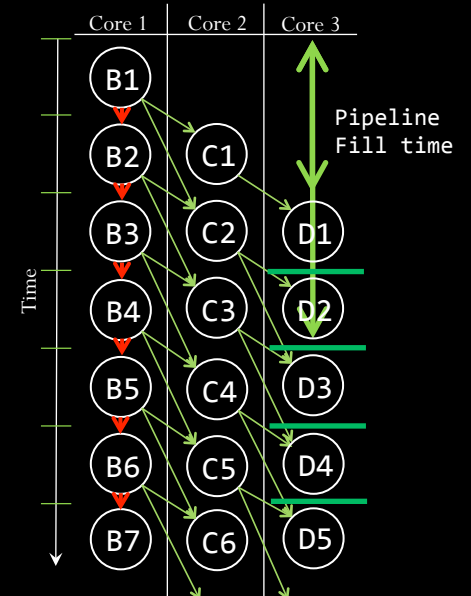 Core 1 Core 2 Core 3
Pipeline
Fill time
Time
B1
B2 C1
B3 C2 D1
B4 C3 D2
B5 C4 D3
B6 C5 D4
B7 C6 D5